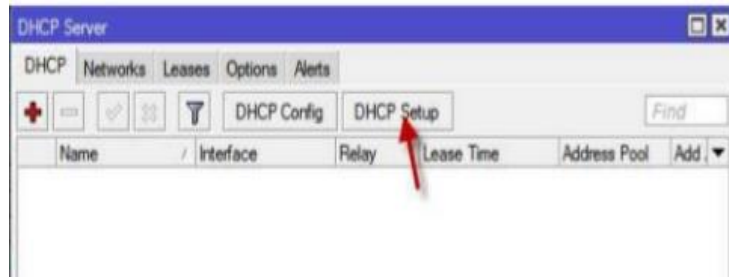 DHCP Server
DHCP Networks Leases Options Alerts
DHCP Config DHCP Setup Find
Name / Interface Relay Lease Time Address Pool Add .